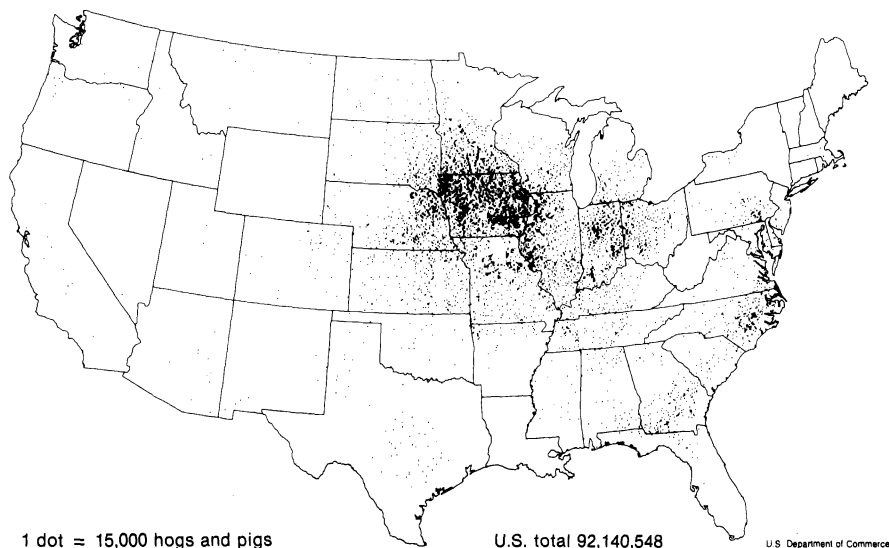 1 dot = 15,000 hogs and pigs
U.S. total 92,140,548
U.S. Department of Commerce